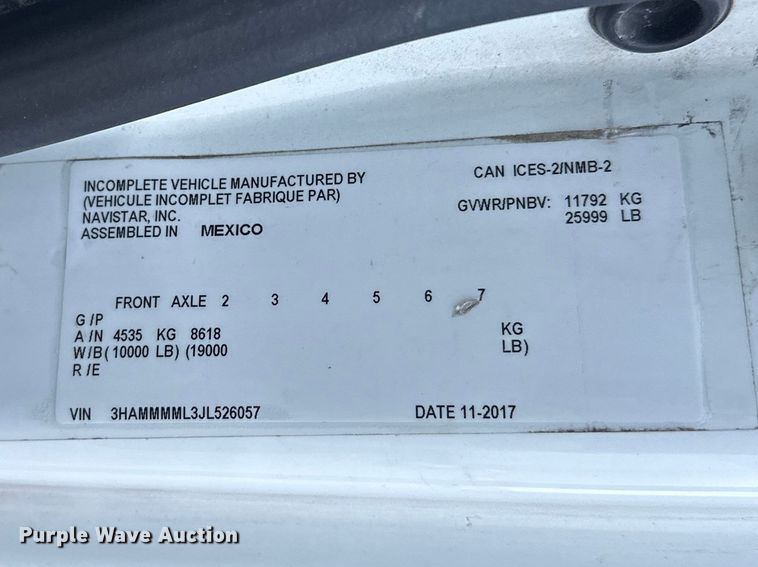 INCOMPLETE VEHICLE MANUFACTURED BY
(VEHICULE INCOMPLET FABRIQUE PAR)
NAVISTAR, INC.
ASSEMBLED IN MEXICO
CAN ICES-2/NMB-2
GVWR/PNBV: 11792 KG
25999 LB
FRONT AXLE 2 3 4 5 6 7
G /P
A /N 4535 KG 8618 KG
W/B ( 10000 LB) (19000 LB)
R /E
VIN 3HAMMMML3JL526057 DATE 11-2017
Purple Wave Auction